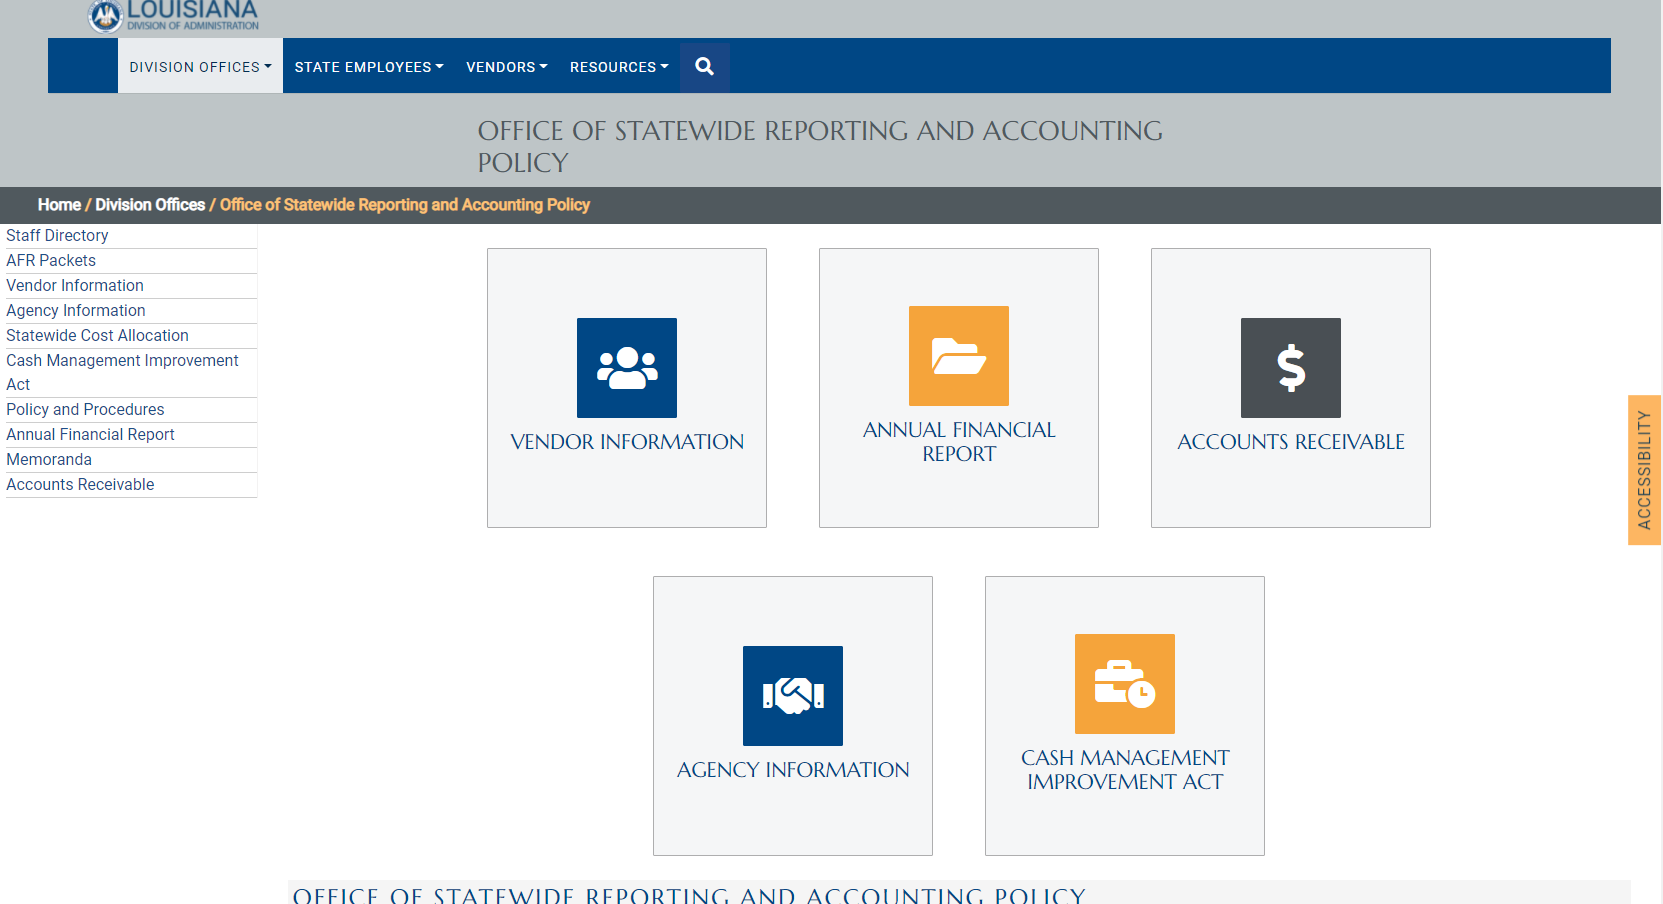 LOUISIANA
DIVISION OF ADMINISTRATION
DIVISION OFFICES STATE EMPLOYEES VENDORS RESOURCES
OFFICE OF STATEWIDE REPORTING AND ACCOUNTING
POLICY
Home / Division Offices / Office of Statewide Reporting and Accounting Policy
Staff Directory
AFR Packets
Vendor Information
Agency Information
Statewide Cost Allocation
Cash Management Improvement
Act
Policy and Procedures
Annual Financial Report
Memoranda
Accounts Receivable
VENDOR INFORMATION
ANNUAL FINANCIAL
REPORT
$
ACCOUNTS RECEIVABLE
AGENCY INFORMATION
CASH MANAGEMENT
IMPROVEMENT ACT
ACCESSIBILITY
OFFICE OF STATEWIDE REPORTING AND ACCOUNTING POLICY